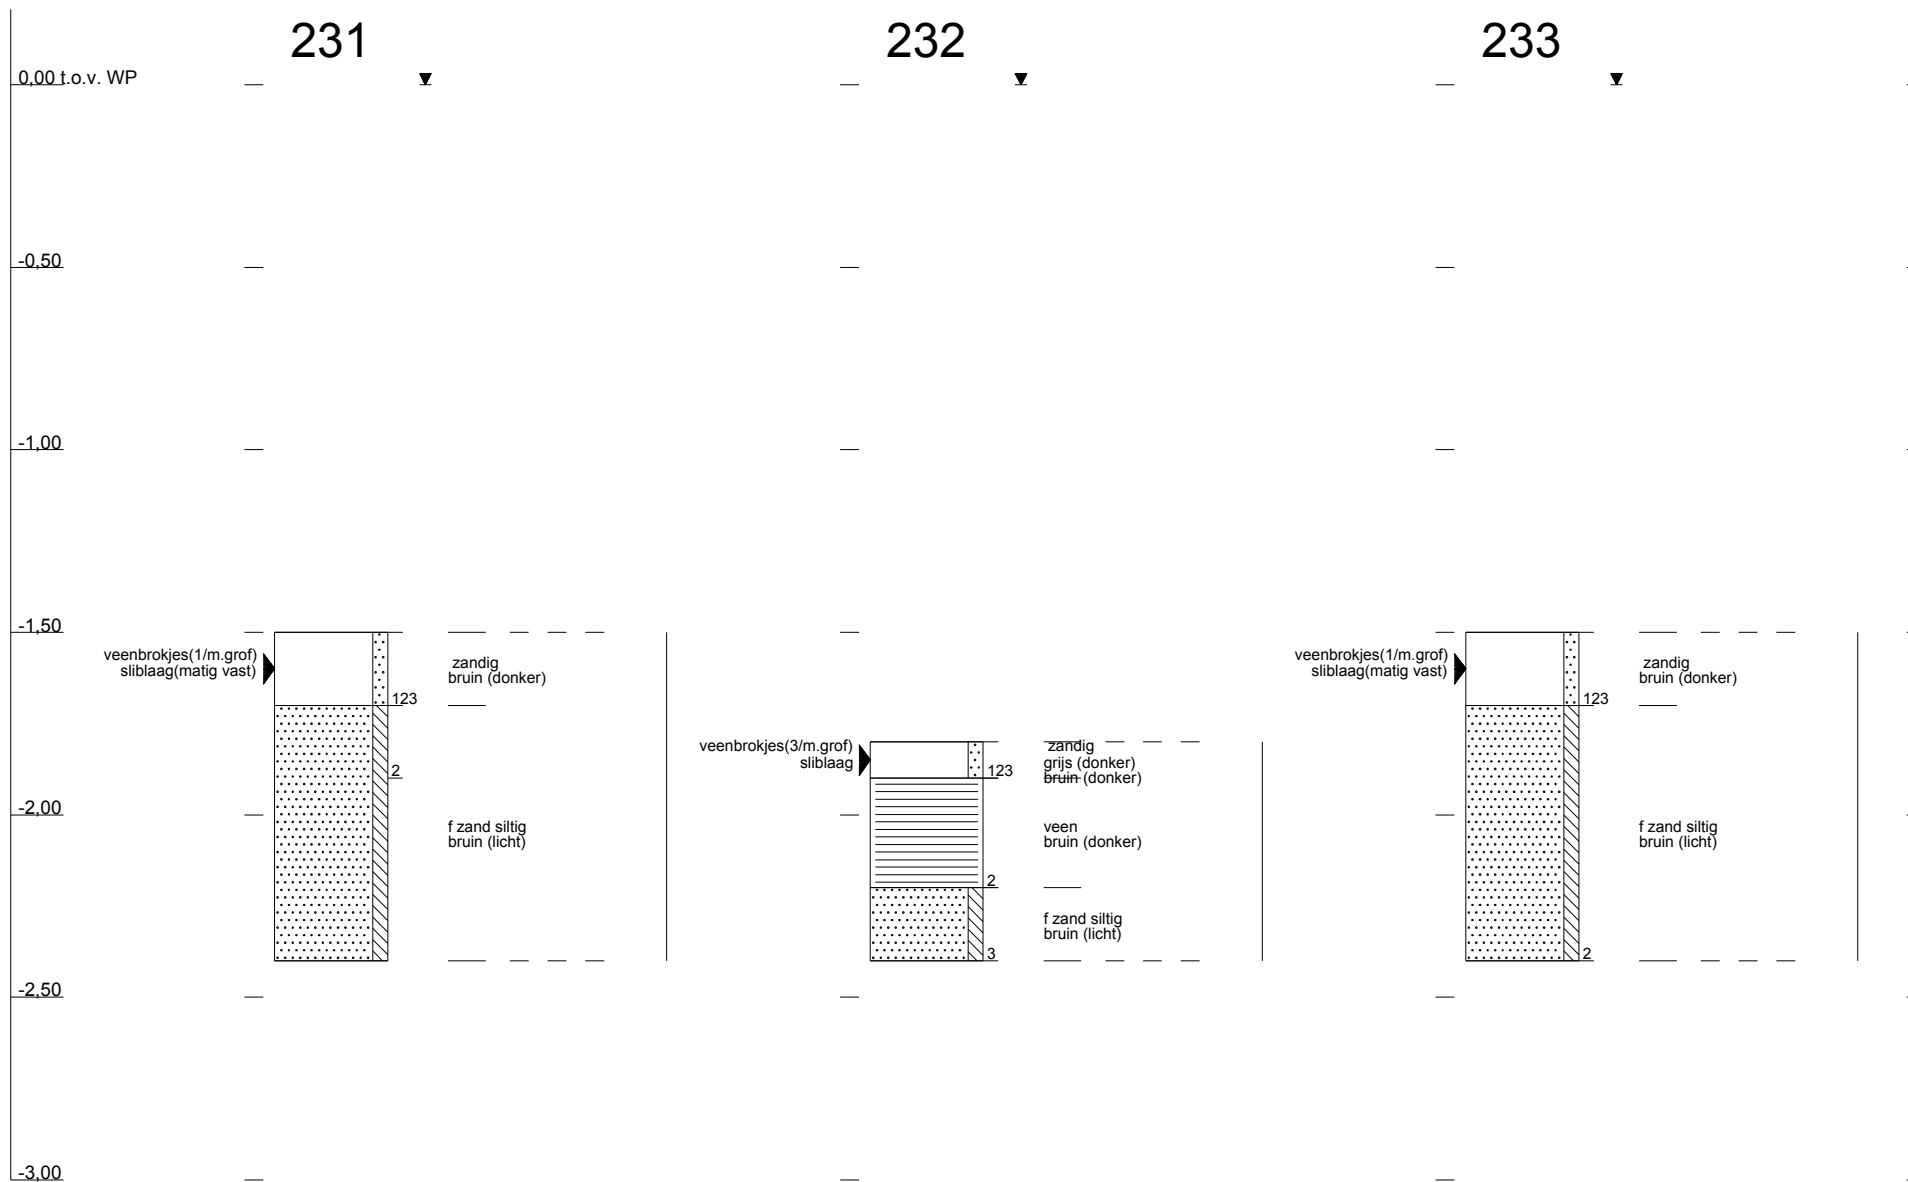 231
232
233
0,00 t.o.v. WP
-0,50
-1,00
-1,50
-2,00
-2,50
-3,00
veenbrokjes(1/m.grof)
sliblaag(matig vast)
zandig
bruin (donker)
123
2
f zand siltig
bruin (licht)
veenbrokjes(3/m.grof)
sliblaag
zandig
grijs (donker)
bruin (donker)
123
veen
bruin (donker)
2
f zand siltig
bruin (licht)
3
veenbrokjes(1/m.grof)
sliblaag(matig vast)
zandig
bruin (donker)
123
f zand siltig
bruin (licht)
2